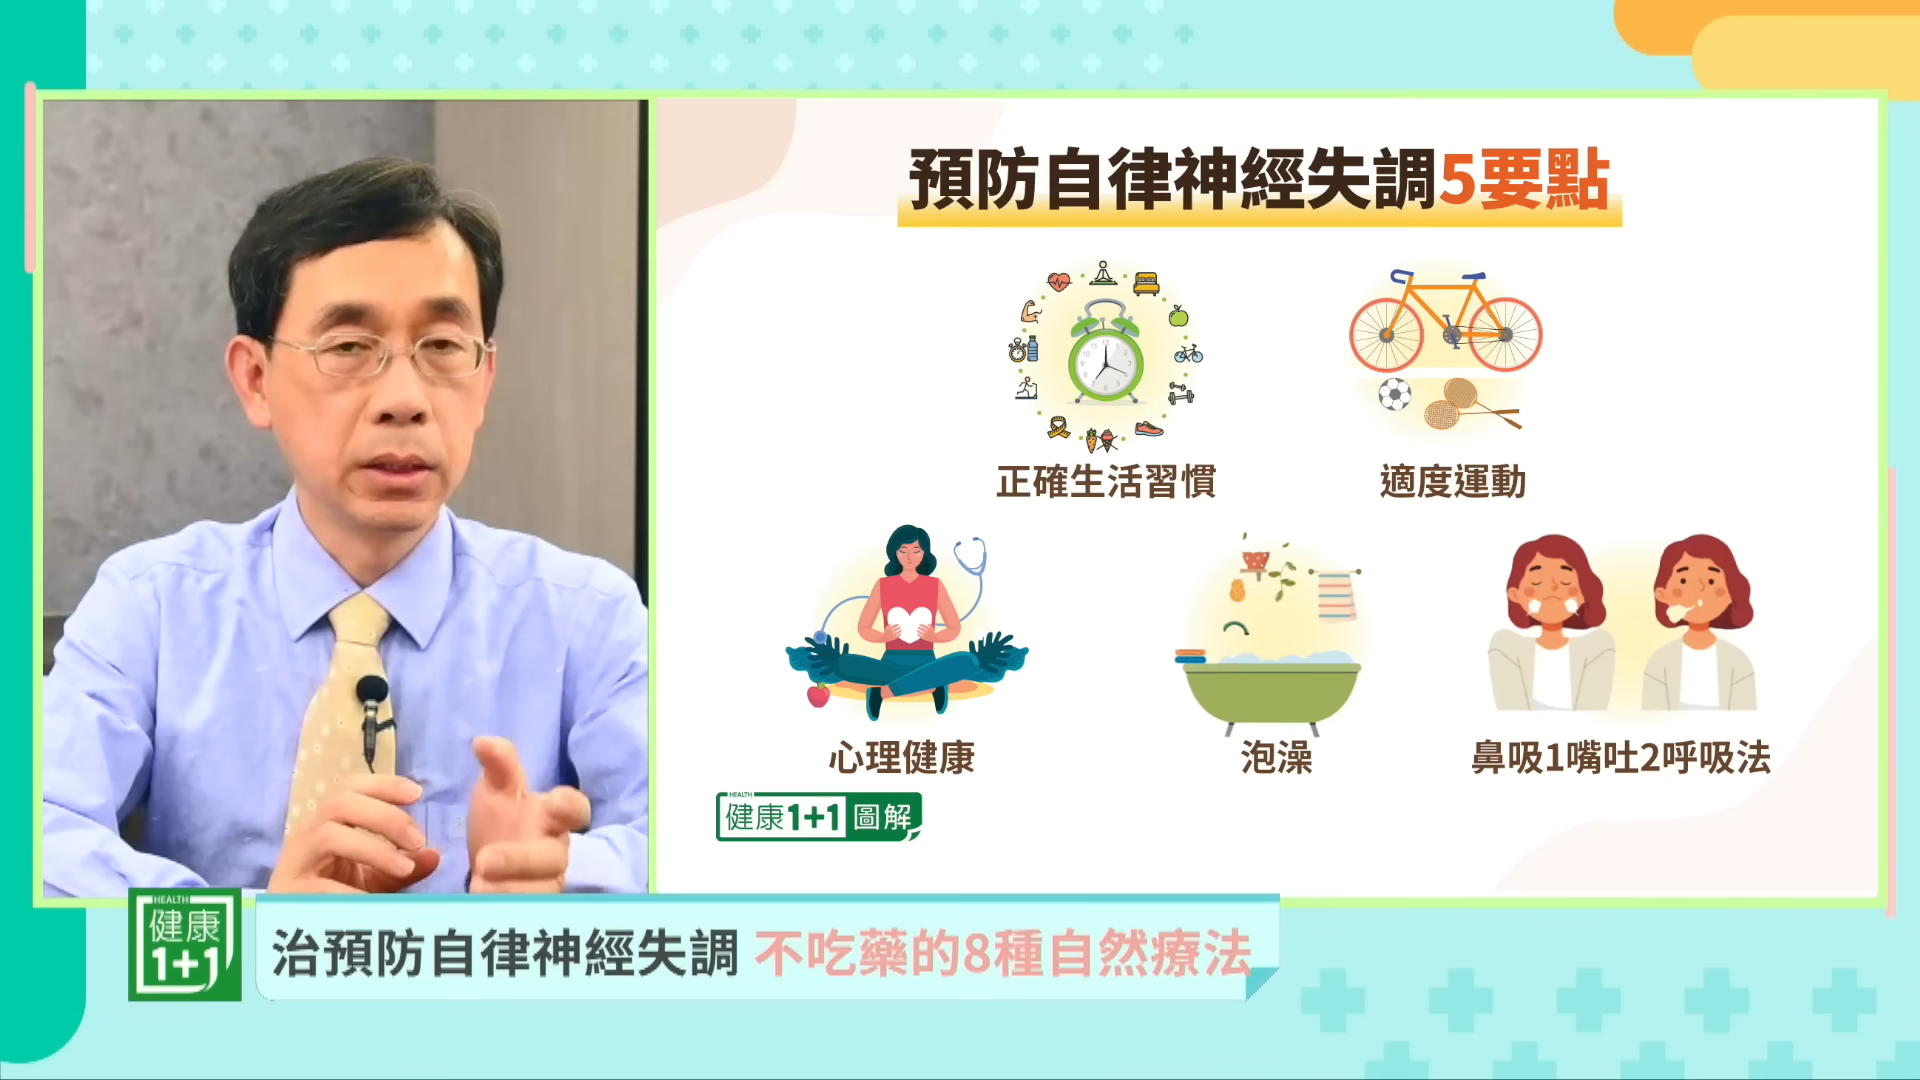 預防自律神經失調5要點
正確生活習慣
適度運動
心理健康
泡澡
鼻吸1嘴吐2呼吸法
HEALTH
健康1+1圖解
HEALTH
健康
1+1
治預防自律神經失調 不吃藥的8種自然療法